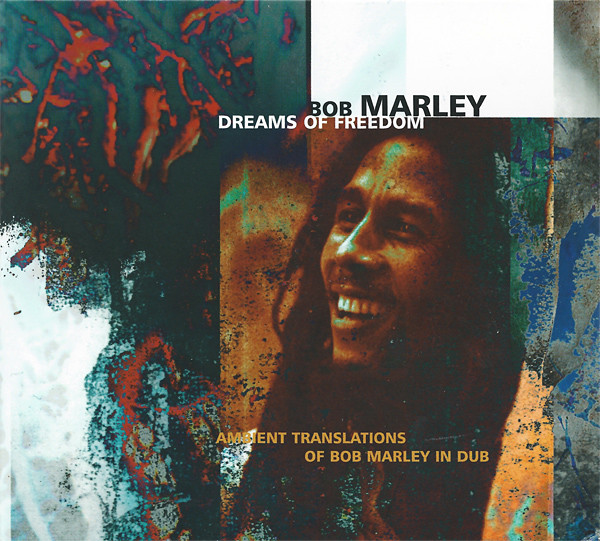 BOB MARLEY
DREAMS OF FREEDOM
AMBIENT TRANSLATIONS
OF BOB MARLEY IN DUB